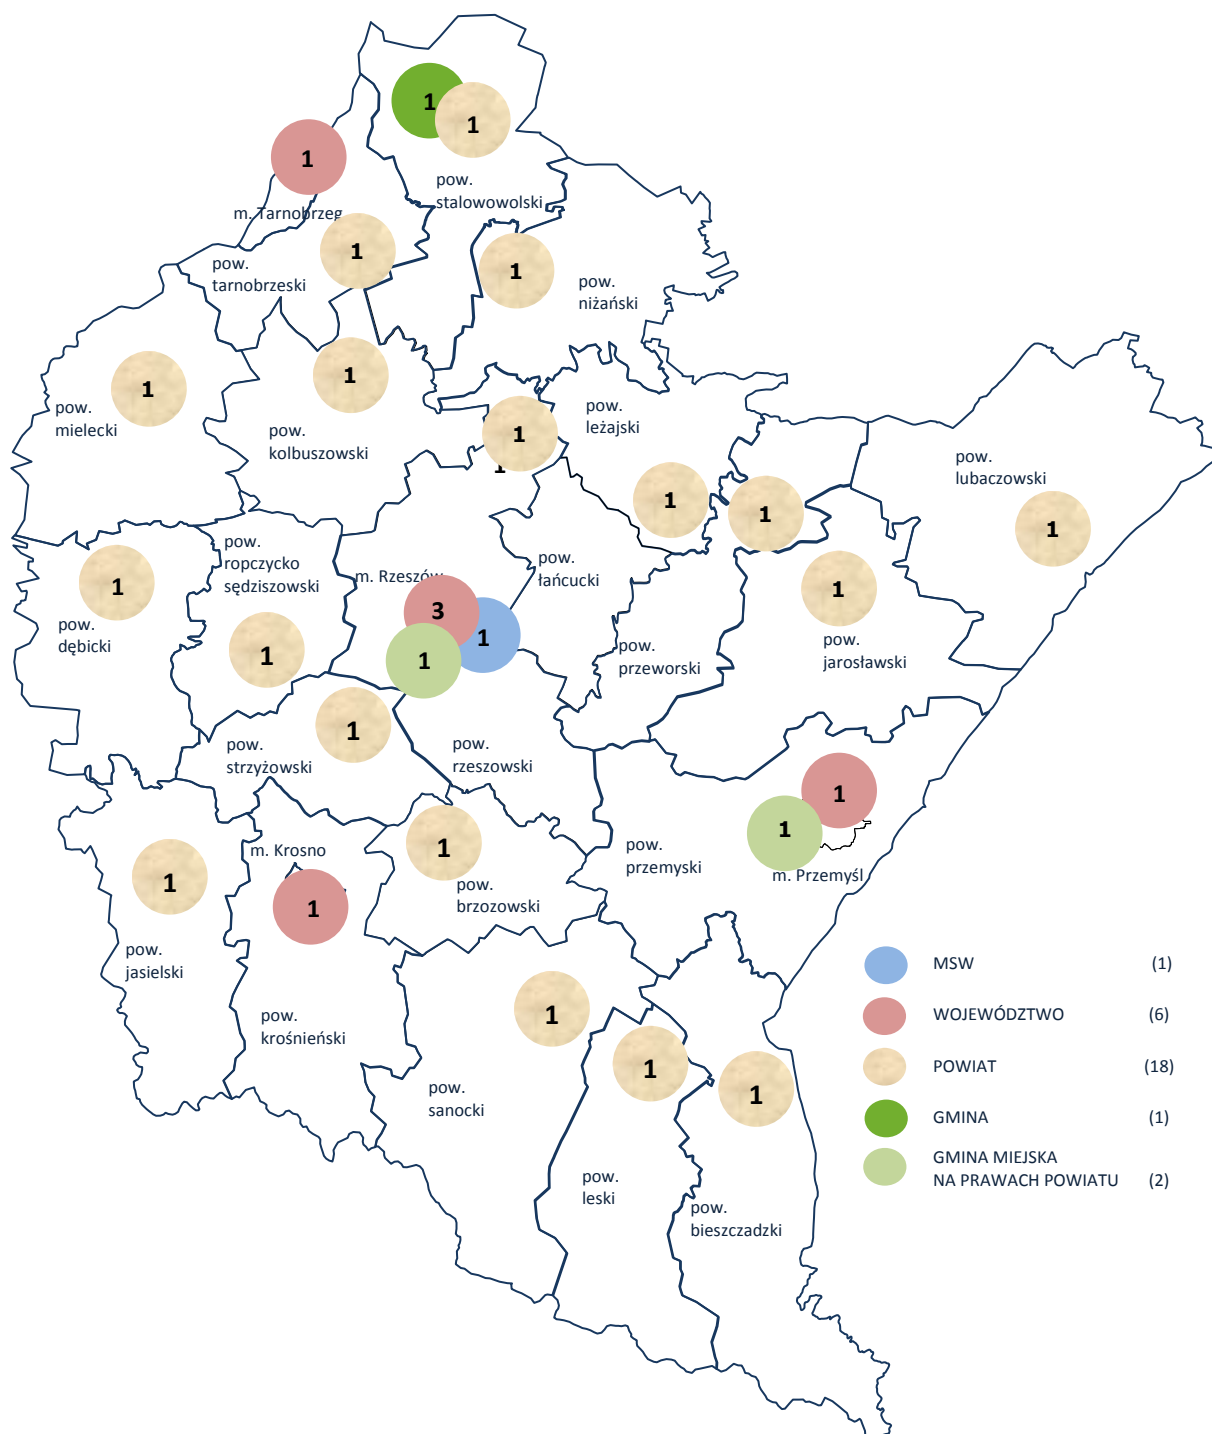 1
1
1
pow.
stalowowolski
m. Tarnobrzeg
1
pow.
tarnobrzeski
1
pow.
niżański
1
pow.
mielecki
1
pow.
kolbuszowski
1
1
pow.
leżajski
1
1
pow.
lubaczowski
1
pow.
ropczycko
sędziszowski
1
1
pow.
dębicki
m. Rzeszów
3
1
1
pow.
łańcucki
1
pow.
jarosławski
pow.
przeworski
1
pow.
strzyżowski
pow.
rzeszowski
1
1
pow.
przemyski
m. Przemyśl
1
pow.
brzozowski
m. Krosno
1
1
pow.
jasielski
pow.
krośnieński
1
pow.
sanocki
1
pow.
leski
1
pow.
bieszczadzki
MSW (1)
WOJEWÓDZTWO (6)
POWIAT (18)
GMINA (1)
GMINA MIEJSKA
NA PRAWACH POWIATU (2)